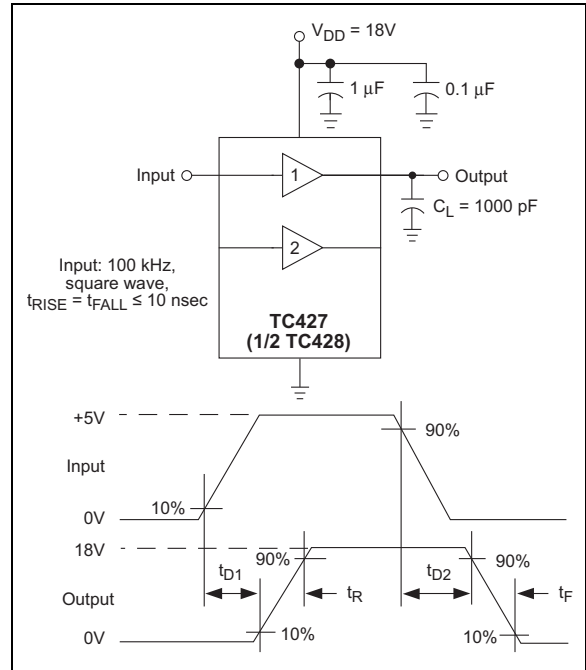 V_DD = 18V
1 μF
0.1 μF
Input
1
Output
C_L = 1000 pF
2
Input: 100 kHz,
square wave,
t_RISE = t_FALL ≤ 10 nsec
TC427
(1/2 TC428)
+5V
90%
Input
10%
0V
18V
90%
90%
t_D1
t_R
t_D2
t_F
Output
0V
10%
10%